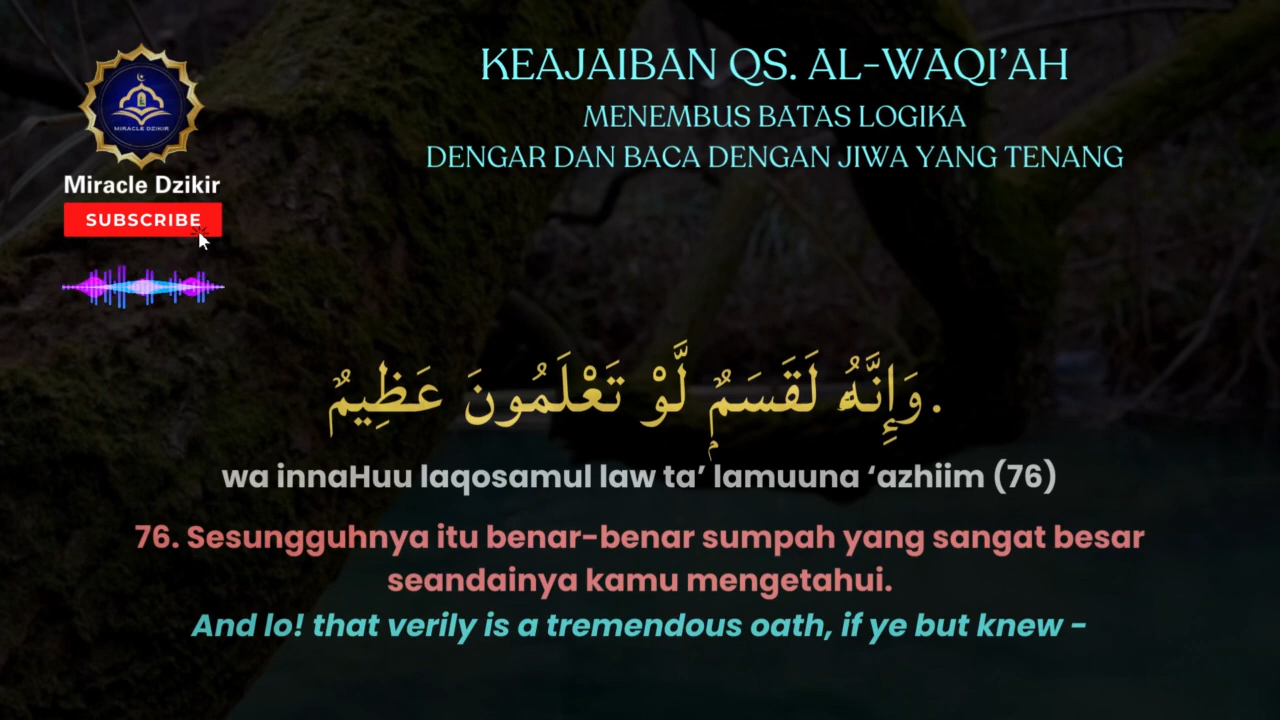 KEAJAIBAN QS. AL-WAQI’AH
MENEMBUS BATAS LOGIKA
DENGAR DAN BACA DENGAN JIWA YANG TENANG
MIRACLE DZIKIR
Miracle Dzikir
SUBSCRIBE
وَإِنَّهُۥ لَقَسَمٌۭ لَّوْ تَعْلَمُونَ عَظِيمٌ.
wa innaHuu laqosamul law ta’ lamuuna ‘azhiim (76)
76. Sesungguhnya itu benar-benar sumpah yang sangat besar
seandainya kamu mengetahui.
And lo! that verily is a tremendous oath, if ye but knew -